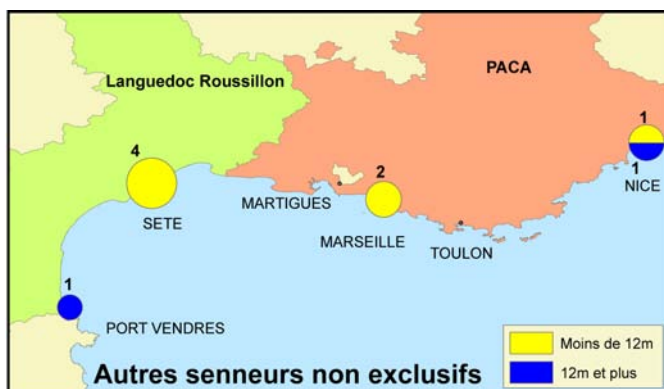 PACA
Languedoc Roussillon
1
4
2
1
NICE
MARTIGUES
SETE
MARSEILLE
TOULON
1
PORT VENDRES
Moins de 12m
12m et plus
Autres senneurs non exclusifs